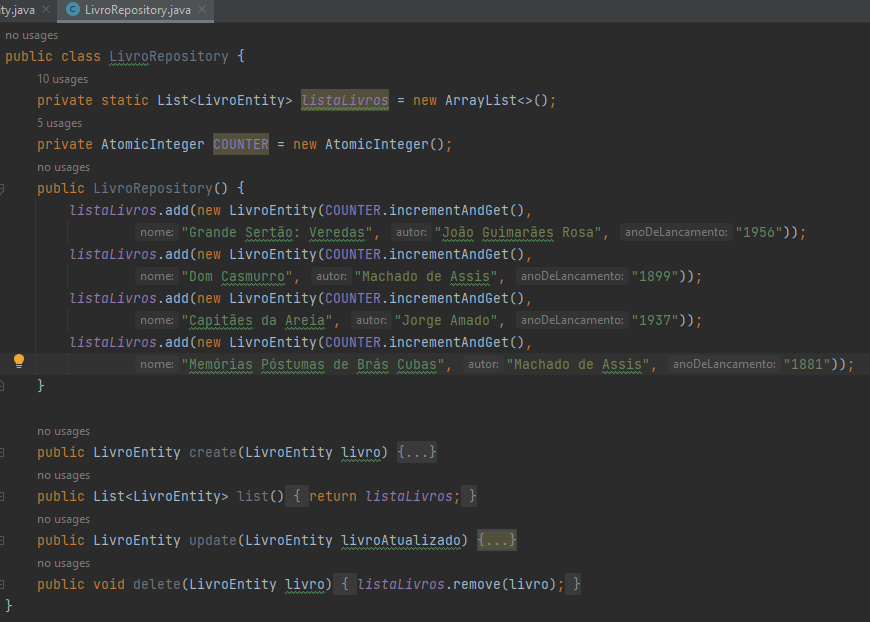 ty.java × LivroRepository.java ×
no usages
public class LivroRepository {
10 usages
private static List<LivroEntity> listaLivros = new ArrayList<>();
5 usages
private AtomicInteger COUNTER = new AtomicInteger();
no usages
public LivroRepository() {
listaLivros.add(new LivroEntity(COUNTER.incrementAndGet(),
nome: "Grande Sertão: Veredas", autor: "João Guimarães Rosa", anoDeLancamento: "1956"));
listaLivros.add(new LivroEntity(COUNTER.incrementAndGet(),
nome: "Dom Casmurro", autor: "Machado de Assis", anoDeLancamento: "1899"));
listaLivros.add(new LivroEntity(COUNTER.incrementAndGet(),
nome: "Capitães da Areia", autor: "Jorge Amado", anoDeLancamento: "1937"));
listaLivros.add(new LivroEntity(COUNTER.incrementAndGet(),
nome: "Memórias Póstumas de Brás Cubas", autor: "Machado de Assis", anoDeLancamento: "1881"));
}
no usages
public LivroEntity create(LivroEntity livro) {...}
no usages
public List<LivroEntity> list() { return listaLivros; }
no usages
public LivroEntity update(LivroEntity livroAtualizado) {...}
no usages
public void delete(LivroEntity livro) { listaLivros.remove(livro); }
}